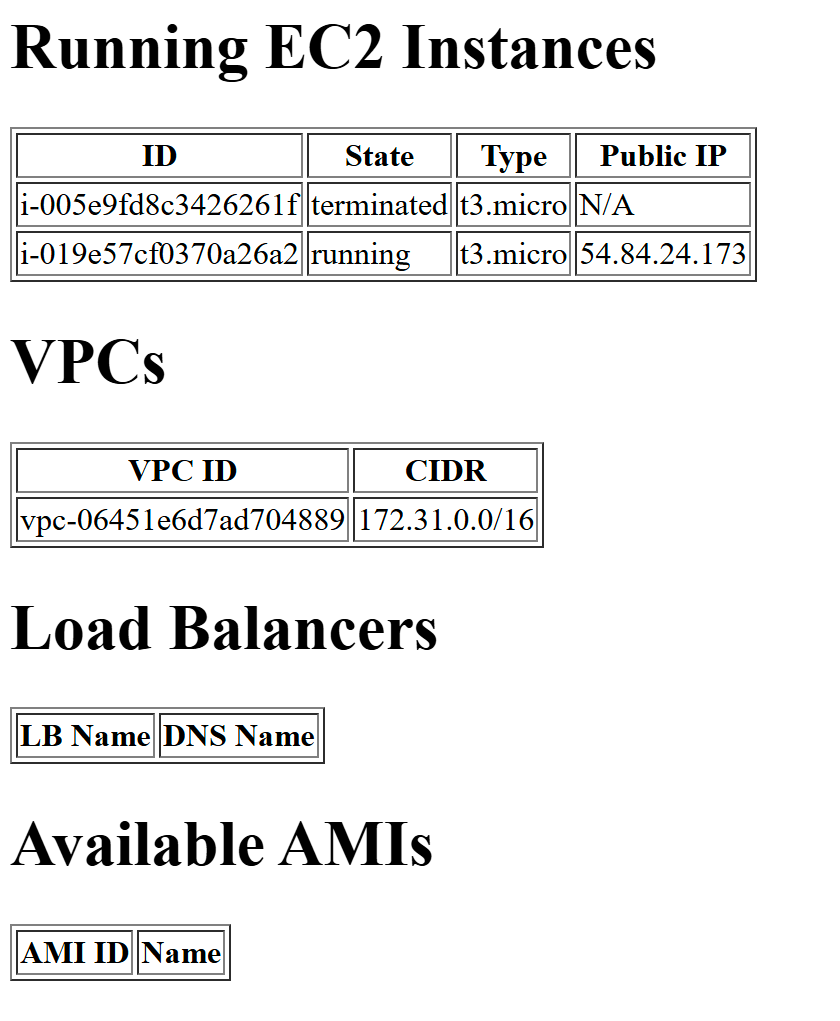 Running EC2 Instances
ID State Type Public IP
i-005e9fd8c3426261f terminated t3.micro N/A
i-019e57cf0370a26a2 running t3.micro 54.84.24.173
VPCs
VPC ID CIDR
vpc-06451e6d7ad704889 172.31.0.0/16
Load Balancers
LB Name DNS Name
Available AMIs
AMI ID Name